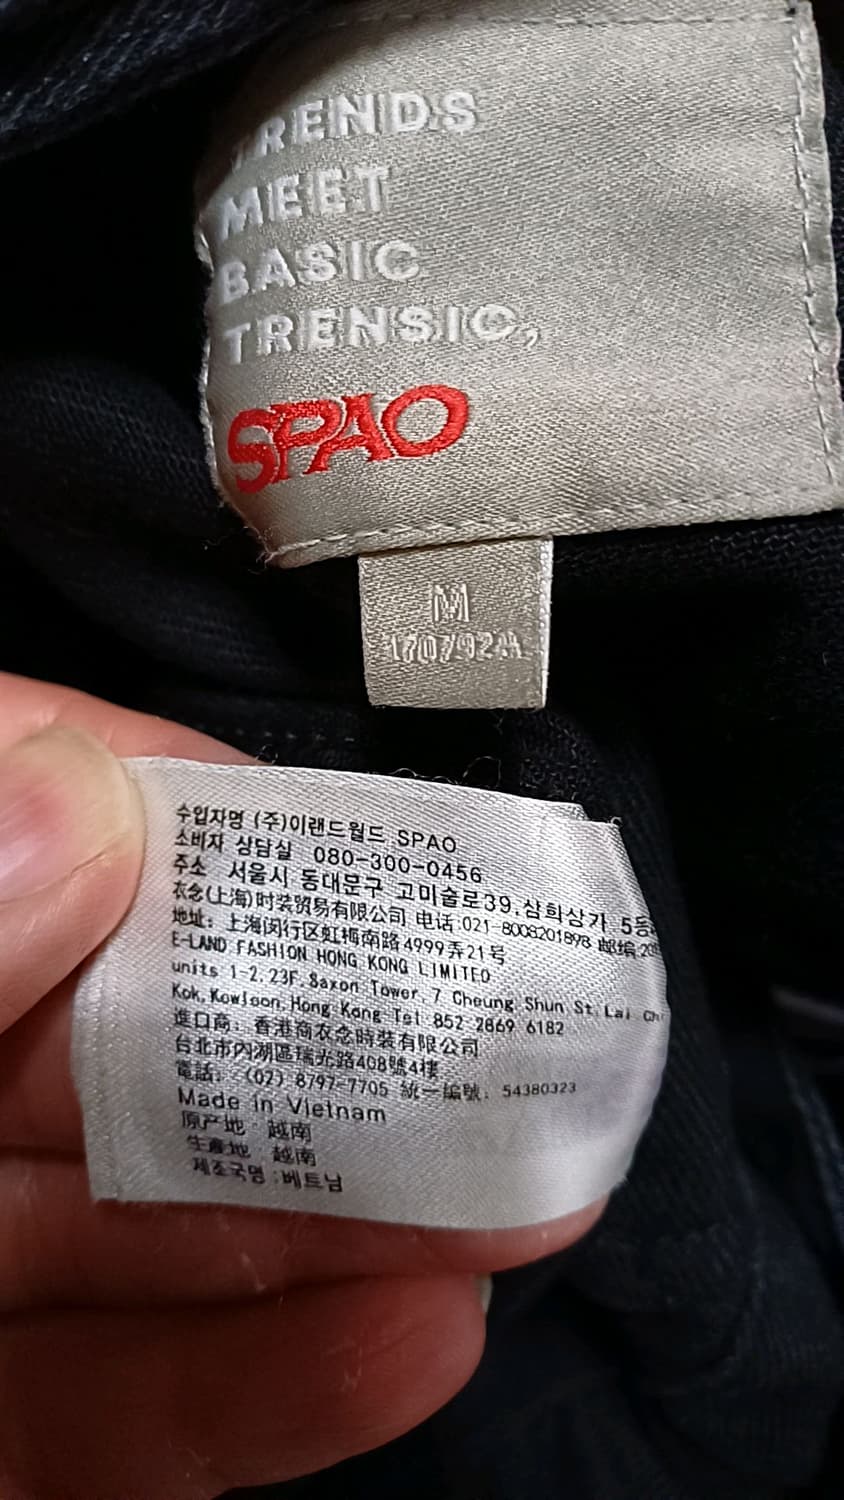 TRENDS
MEET
BASIC
TRENSIC,
SPAO
M
170/92A
수입자명 (주)이랜드월드 SPAO
소비자 상담실 080-300-0456
주소 서울시 동대문구 고미술로39,삼희상가 5동
衣念(上海)时装贸易有限公司 电话:021-8008201898 邮编:20
地址: 上海闵行区虹梅南路4999弄21号
E-LAND FASHION HONG KONG LIMITED
units 1-2,23F,Saxon Tower,7 Cheung Shun St,Lai Ch
Kok,Kowloon,Hong Kong Tel 852 2869 6182
進口商: 香港商衣念時裝有限公司
台北市內湖區瑞光路408號4樓
電話: (02) 8797-7705 統一編號: 54380323
Made in Vietnam
原产地: 越南
生產地: 越南
제조국명:베트남